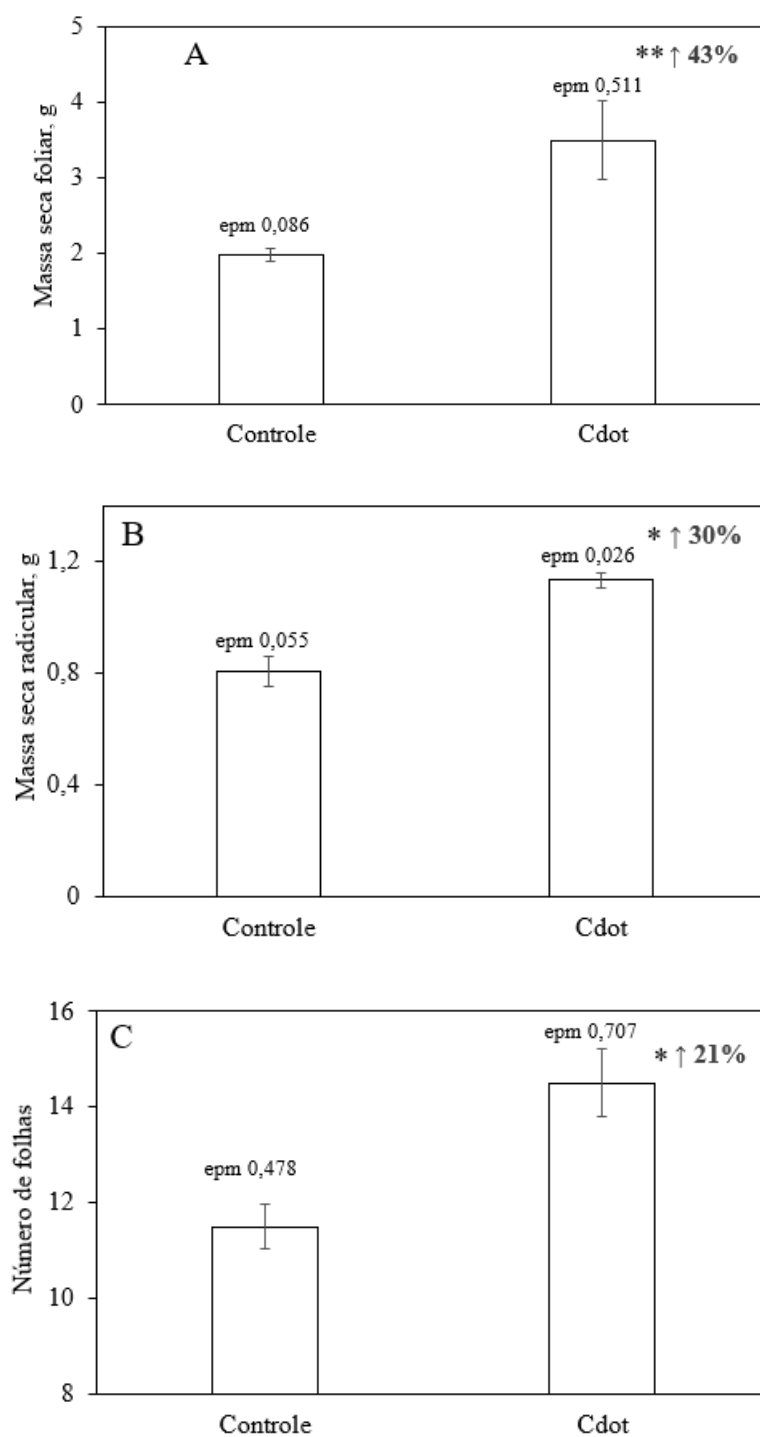 A
** ↑ 43%
epm 0,511
epm 0,086
Massa seca foliar, g
5
4
3
2
1
0
Controle
Cdot
B
* ↑ 30%
epm 0,026
epm 0,055
Massa seca radicular, g
1,2
0,8
0,4
0
Controle
Cdot
C
epm 0,707
* ↑ 21%
epm 0,478
Número de folhas
16
14
12
10
8
Controle
Cdot